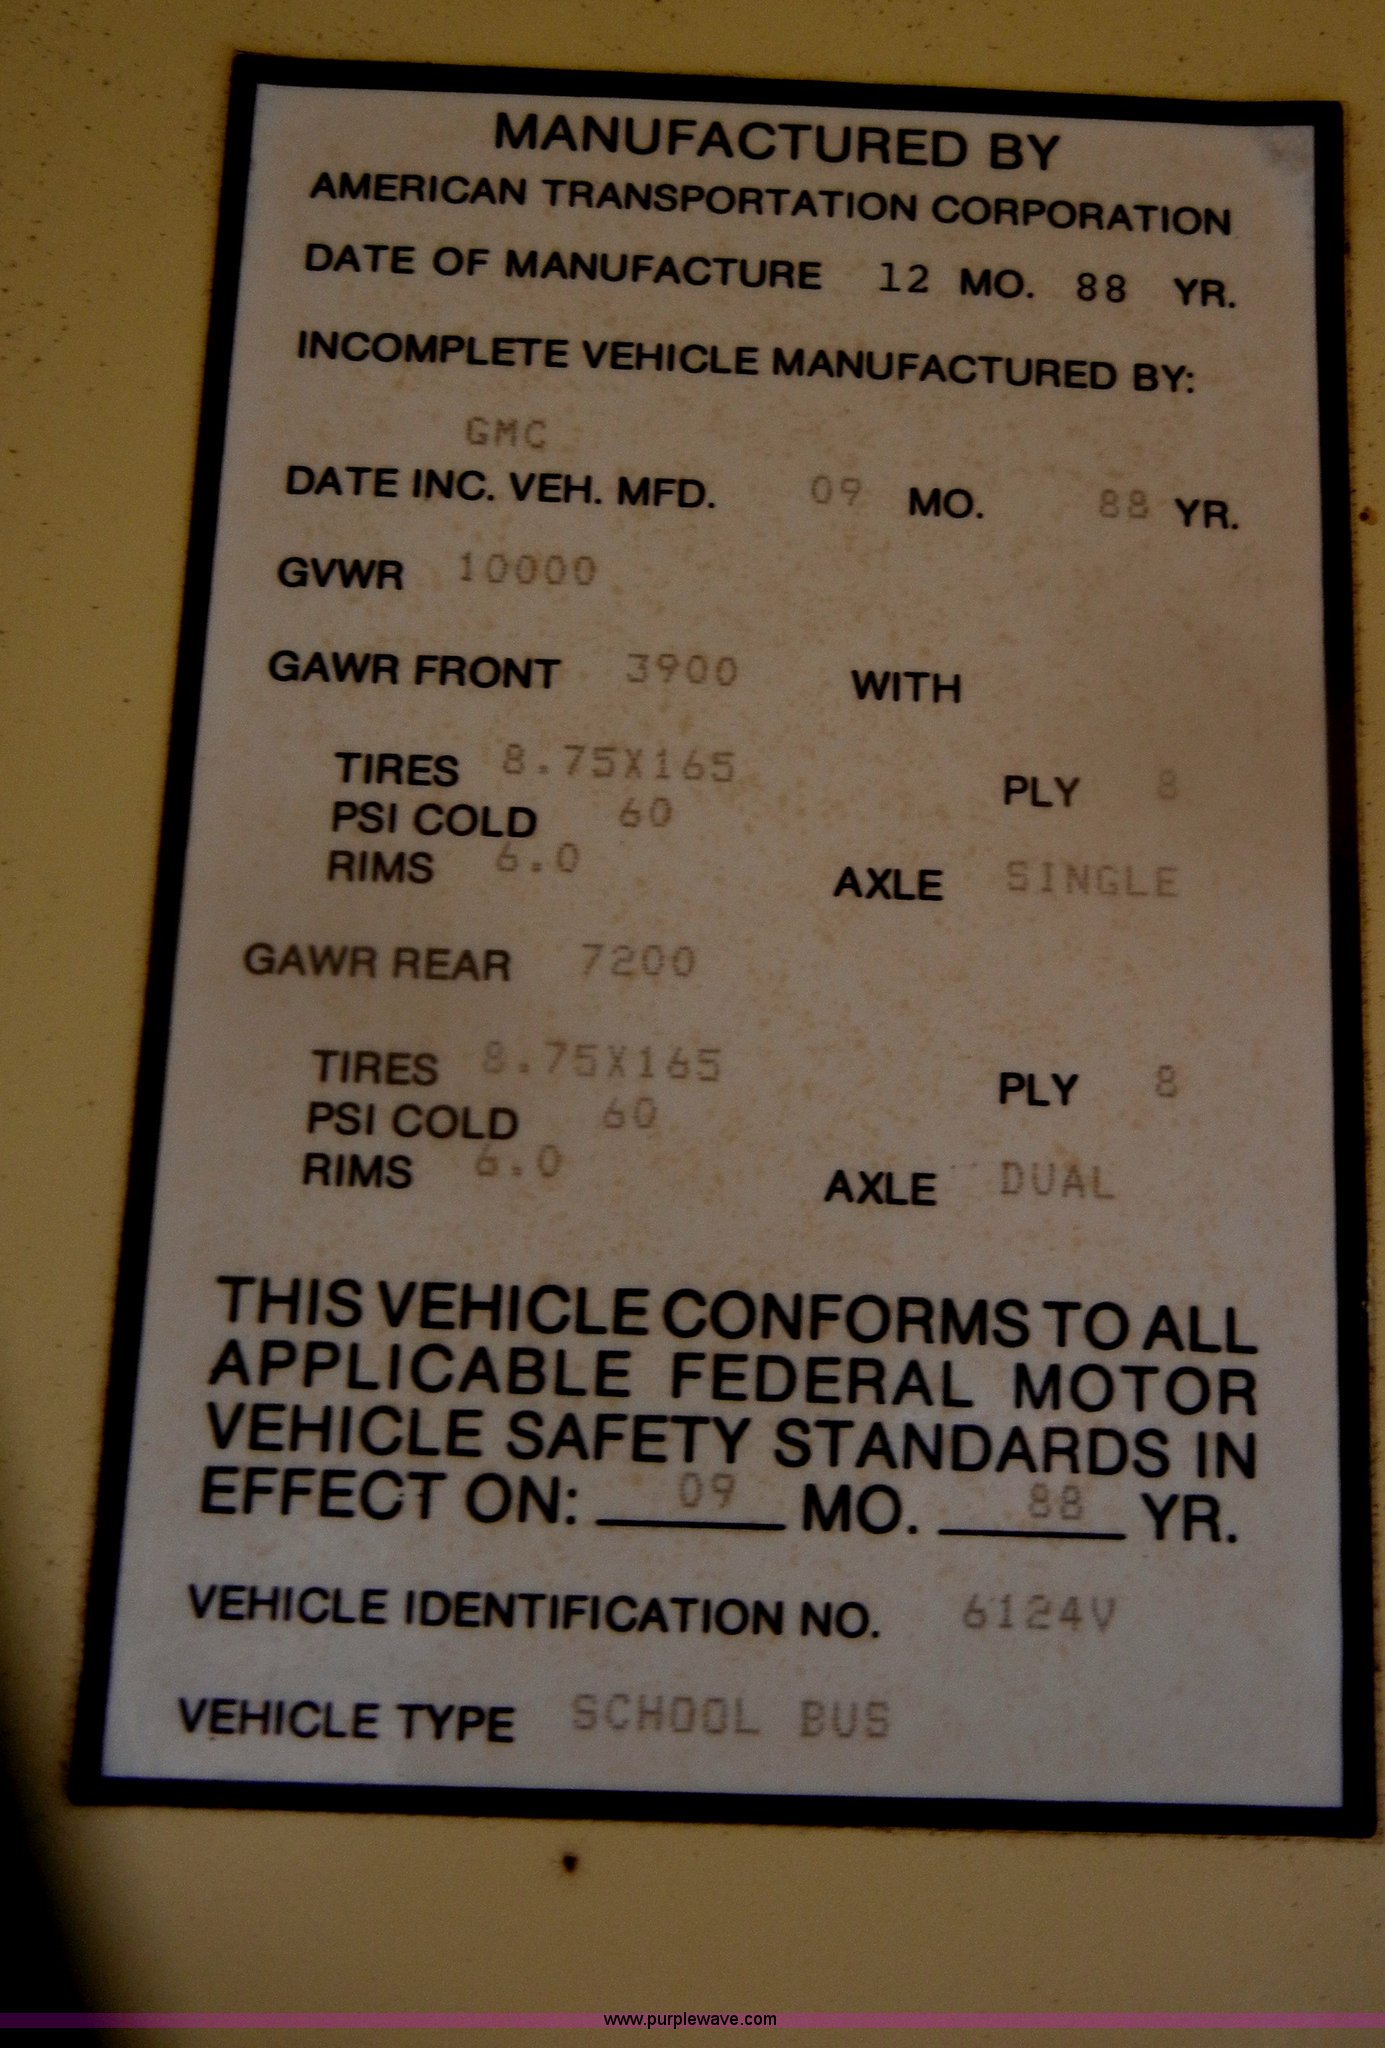 MANUFACTURED BY
AMERICAN TRANSPORTATION CORPORATION
DATE OF MANUFACTURE 12 MO. 88 YR.
INCOMPLETE VEHICLE MANUFACTURED BY:
GMC
DATE INC. VEH. MFD. 09 MO. 88 YR.
GVWR 10000
GAWR FRONT 3900 WITH
TIRES 8.75X165 PLY 8
PSI COLD 60
RIMS 6.0 AXLE SINGLE
GAWR REAR 7200
TIRES 8.75X165 PLY 8
PSI COLD 60
RIMS 6.0 AXLE DUAL
THIS VEHICLE CONFORMS TO ALL
APPLICABLE FEDERAL MOTOR
VEHICLE SAFETY STANDARDS IN
EFFECT ON: 09 MO. 88 YR.
VEHICLE IDENTIFICATION NO. 6124V
VEHICLE TYPE SCHOOL BUS
www.purplewave.com